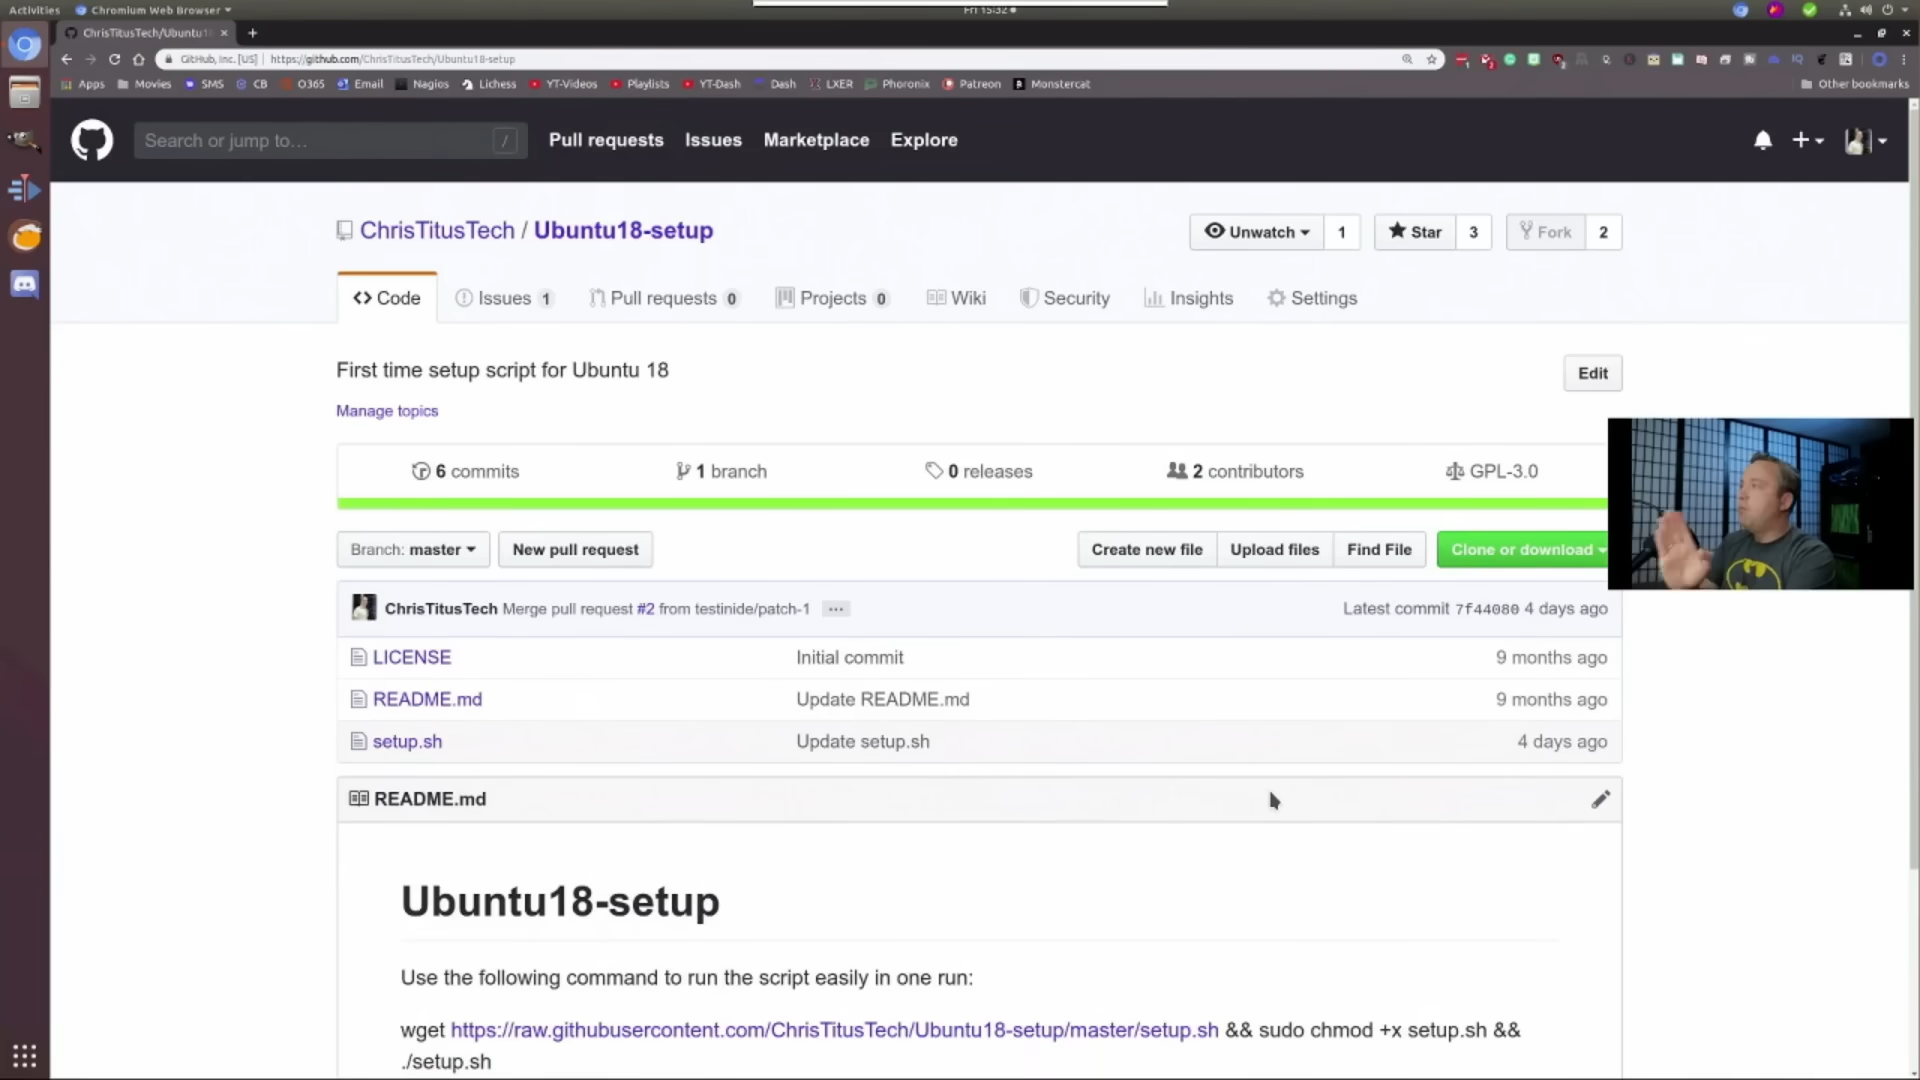 Activities
Chromium Web Browser
Fri 15:32
ChrisTitusTech/Ubuntu1
GitHub, Inc. [US] | https://github.com/ChrisTitusTech/Ubuntu18-setup
Apps Movies SMS CB O365 Email Nagios Lichess YT-Videos Playlists YT-Dash Dash LXER Phoronix Patreon Monstercat Other bookmarks
Search or jump to… /
Pull requests Issues Marketplace Explore
ChrisTitusTech / Ubuntu18-setup
Unwatch 1 Star 3 Fork 2
Code Issues 1 Pull requests 0 Projects 0 Wiki Security Insights Settings
First time setup script for Ubuntu 18
Edit
Manage topics
6 commits 1 branch 0 releases 2 contributors GPL-3.0
Branch: master New pull request Create new file Upload files Find File Clone or download
ChrisTitusTech Merge pull request #2 from testinide/patch-1 ... Latest commit 7f44080 4 days ago
LICENSE Initial commit 9 months ago
README.md Update README.md 9 months ago
setup.sh Update setup.sh 4 days ago
README.md
Ubuntu18-setup
Use the following command to run the script easily in one run:
wget https://raw.githubusercontent.com/ChrisTitusTech/Ubuntu18-setup/master/setup.sh && sudo chmod +x setup.sh &&
./setup.sh